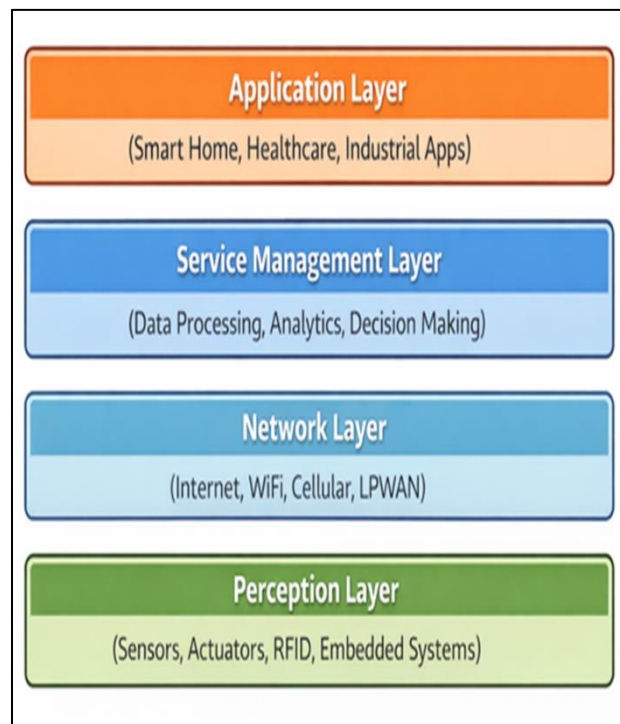 Application Layer
(Smart Home, Healthcare, Industrial Apps)
Service Management Layer
(Data Processing, Analytics, Decision Making)
Network Layer
(Internet, WiFi, Cellular, LPWAN)
Perception Layer
(Sensors, Actuators, RFID, Embedded Systems)